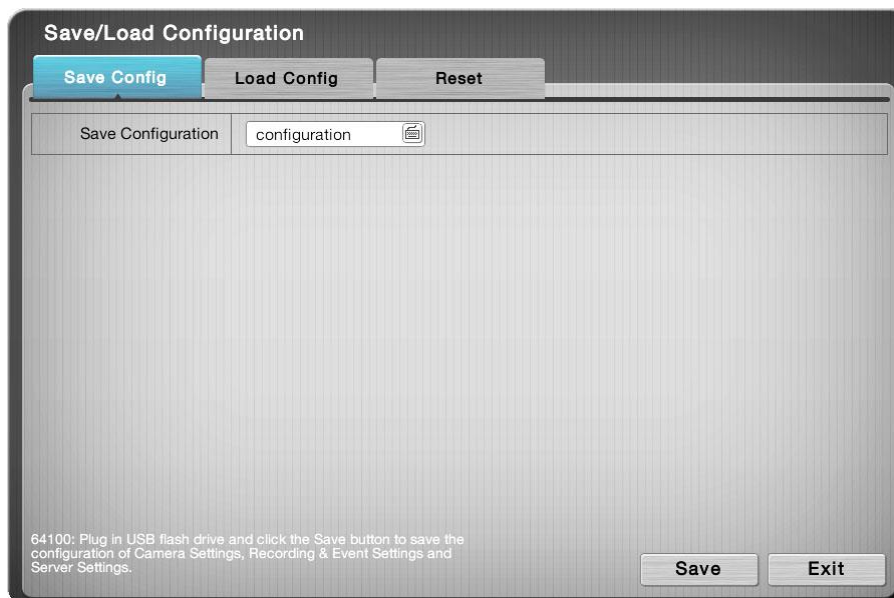 Save/Load Configuration
Save Config
Load Config
Reset
Save Configuration
configuration
64100: Plug in USB flash drive and click the Save button to save the
configuration of Camera Settings, Recording & Event Settings and
Server Settings.
Save
Exit